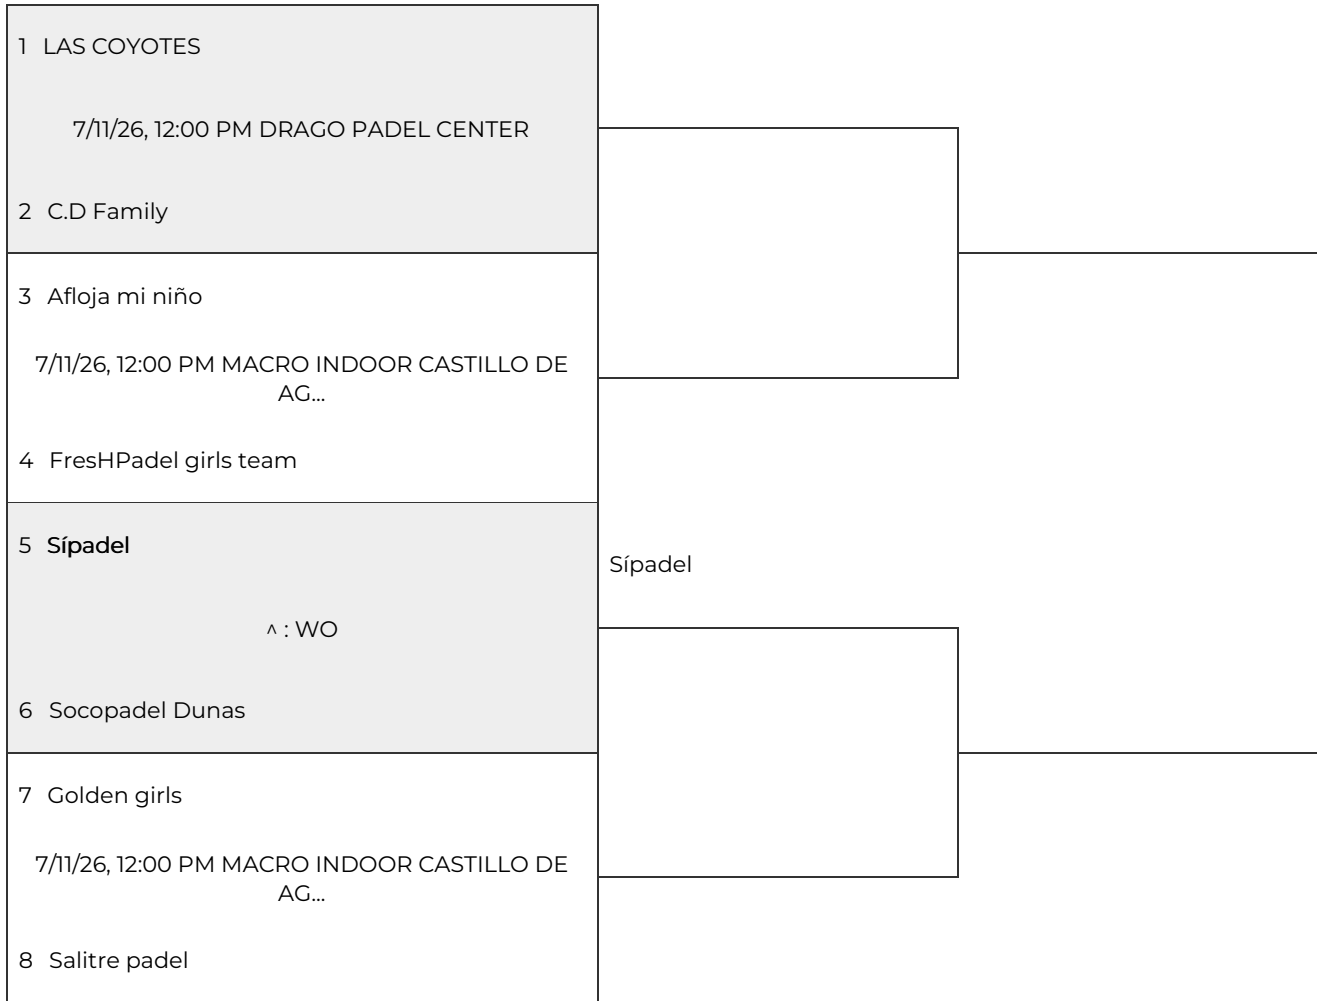 1 LAS COYOTES
7/11/26, 12:00 PM DRAGO PADEL CENTER
2 C.D Family
3 Afloja mi niño
7/11/26, 12:00 PM MACRO INDOOR CASTILLO DE
AG...
4 FresHPadel girls team
5 Sípadel
Sípadel
^ : WO
6 Socopadel Dunas
7 Golden girls
7/11/26, 12:00 PM MACRO INDOOR CASTILLO DE
AG...
8 Salitre padel